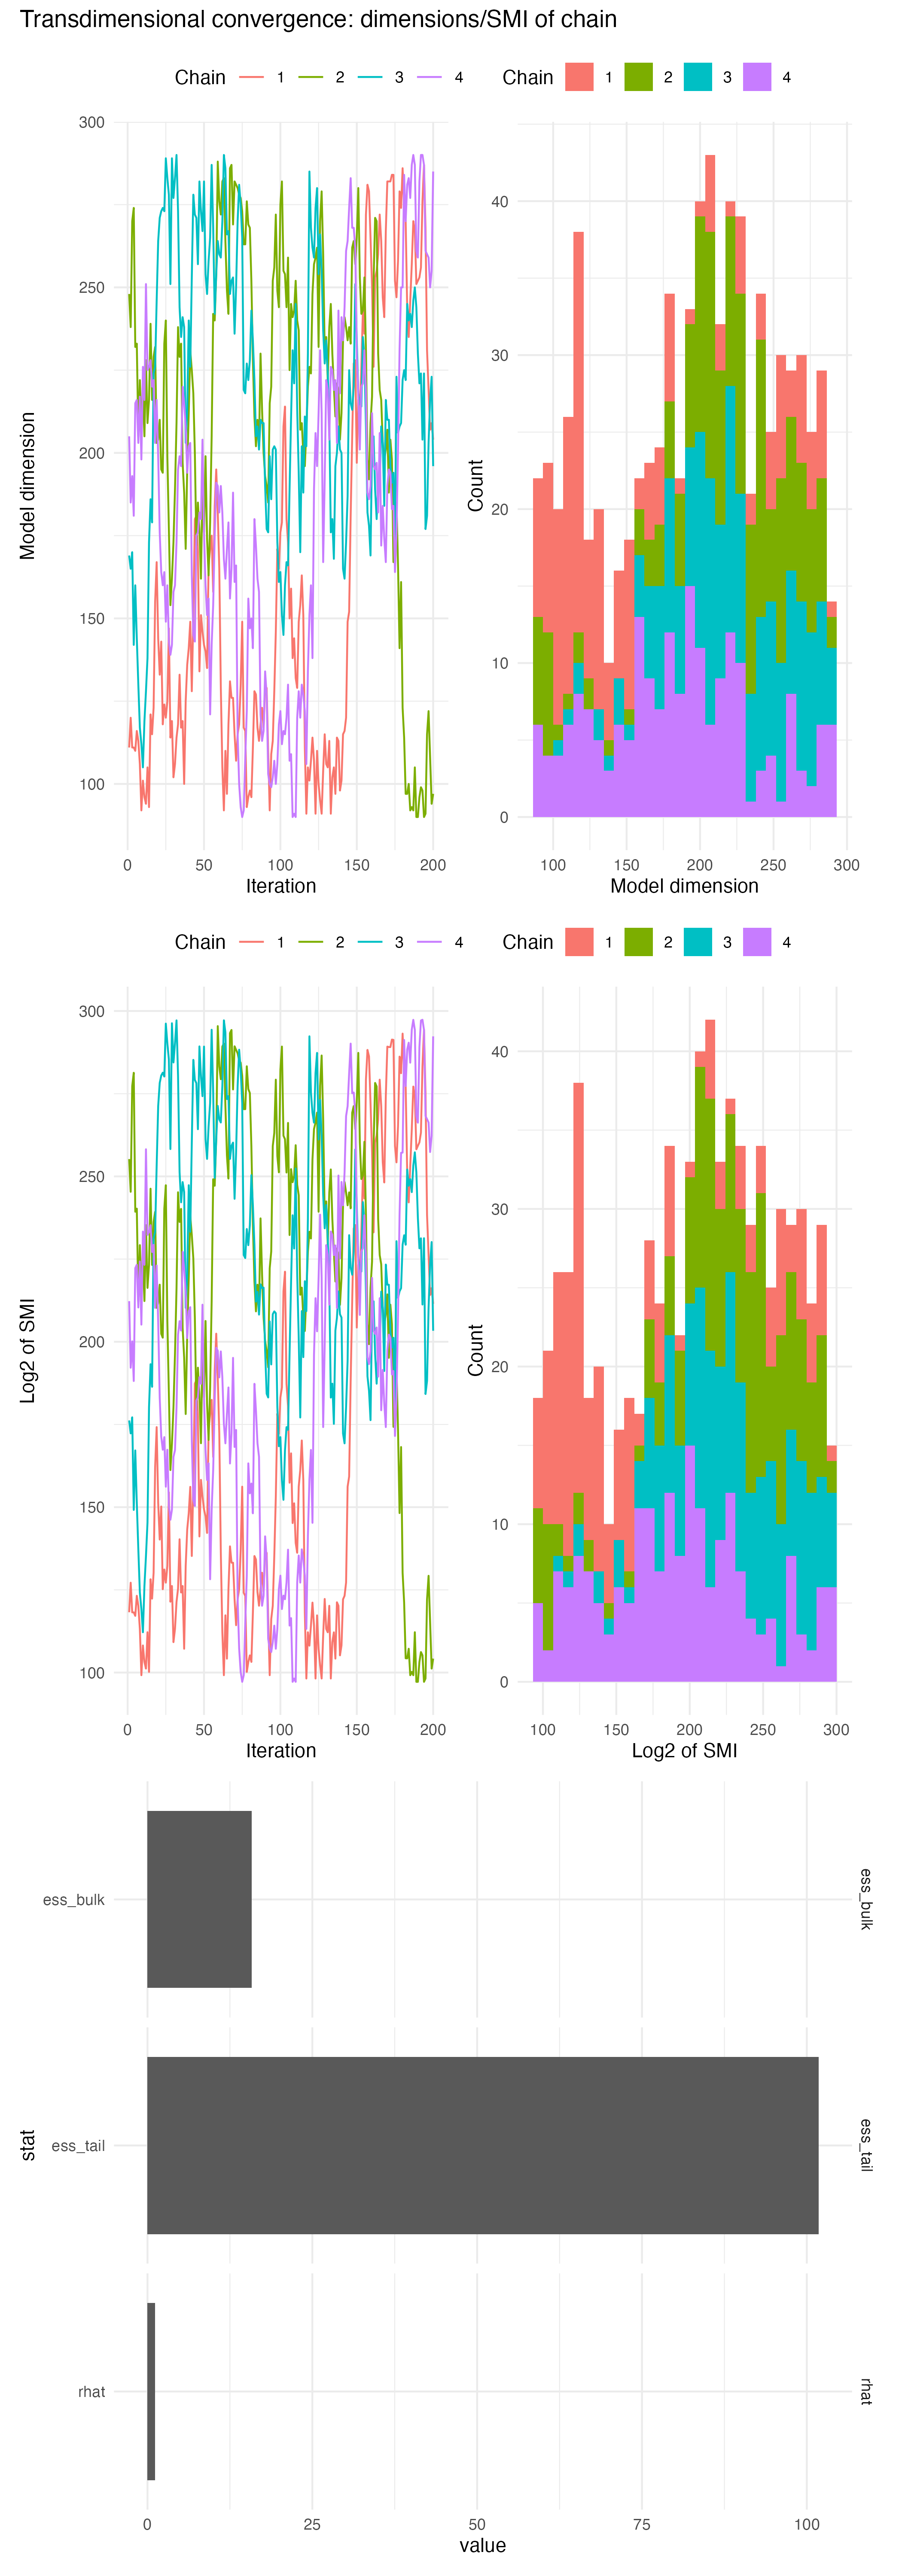 Transdimensional convergence: dimensions/SMI of chain
Chain 1 2 3 4
Chain 1 2 3 4
Model dimension
300
250
200
150
100
0 50 100 150 200
Iteration
Count
40
30
20
10
0
100 150 200 250 300
Model dimension
Chain 1 2 3 4
Chain 1 2 3 4
Log2 of SMI
300
250
200
150
100
0 50 100 150 200
Iteration
Count
40
30
20
10
0
100 150 200 250 300
Log2 of SMI
stat
ess_bulk
ess_bulk
ess_tail
ess_tail
rhat
rhat
0 25 50 75 100
value